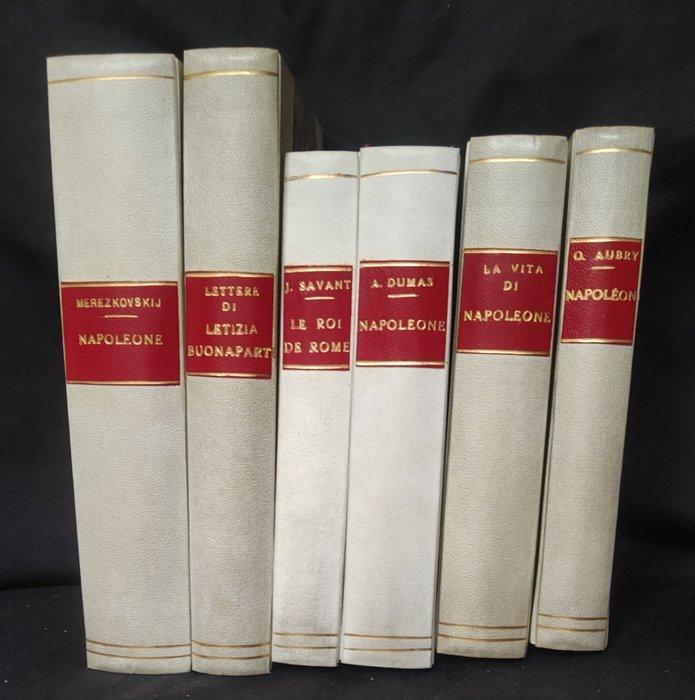 MEREZKOVSKIJ
NAPOLEONE
LETTERE
DI
LETIZIA
BUONAPARTE
J. SAVANT
LE ROI
DE ROME
A. DUMAS
NAPOLEONE
LA VITA
DI
NAPOLEONE
O. AUBRY
NAPOLÉON